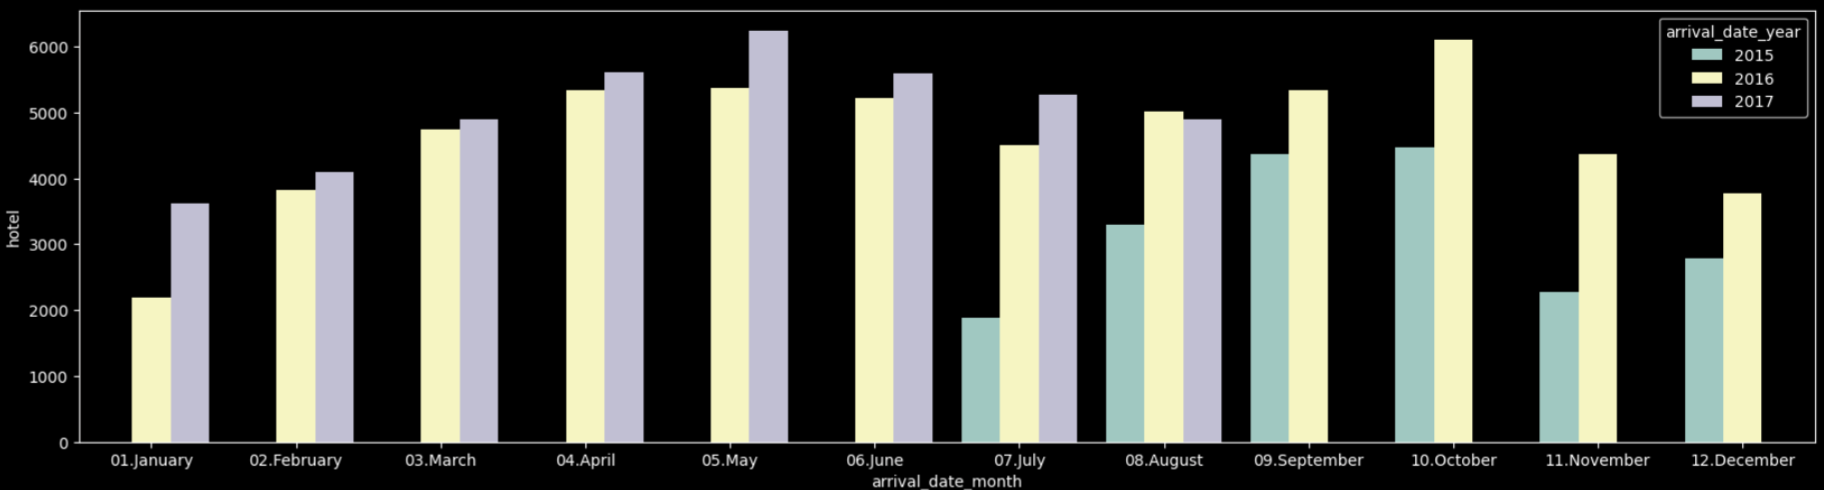 6000
5000
4000
3000
2000
1000
0
hotel
arrival_date_year
2015
2016
2017
01.January 02.February 03.March 04.April 05.May 06.June 07.July 08.August 09.September 10.October 11.November 12.December
arrival_date_month